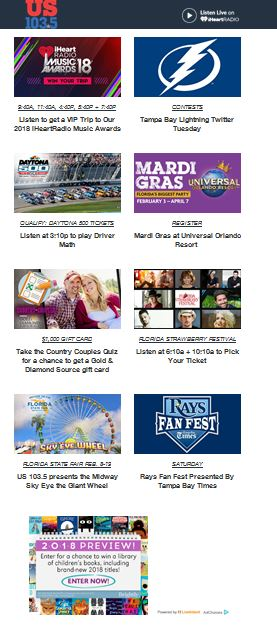 US
103.5
Listen Live on
iHeartRADIO
iHeart
RADIO
MUSIC
AWARDS 18
WIN YOUR TRIP
9:40A, 11:40A, 4:40P, 5:40P + 7:40P
Listen to get a VIP Trip to Our
2018 iHeartRadio Music Awards
CONTESTS
Tampa Bay Lightning Twitter
Tuesday
DAYTONA
500
QUALIFY: DAYTONA 500 TICKETS
Listen at 3:10p to play Driver
Math
MARDI
GRAS
UNIVERSAL
ORLANDO RESORT
FLORIDA'S BIGGEST PARTY
FEBRUARY 3 – APRIL 7
REGISTER
Mardi Gras at Universal Orlando
Resort
$1,000 GIFT CARD
Take the Country Couples Quiz
for a chance to get a Gold &
Diamond Source gift card
FLORIDA
STRAWBERRY
FESTIVAL
FLORIDA STRAWBERRY FESTIVAL
Listen at 6:10a + 10:10a to Pick
Your Ticket
FLORIDA
STATE FAIR
SKY EYE WHEEL
FLORIDA STATE FAIR FEB. 8-19
US 103.5 presents the Midway
Sky Eye the Giant Wheel
RAYS
FAN FEST
Times
SATURDAY
Rays Fan Fest Presented By
Tampa Bay Times
2018 PREVIEW!
Enter for a chance to win a library
of children's books, including
brand-new 2018 titles!
ENTER NOW!
Brightly
Powered by LiveIntent
AdChoices